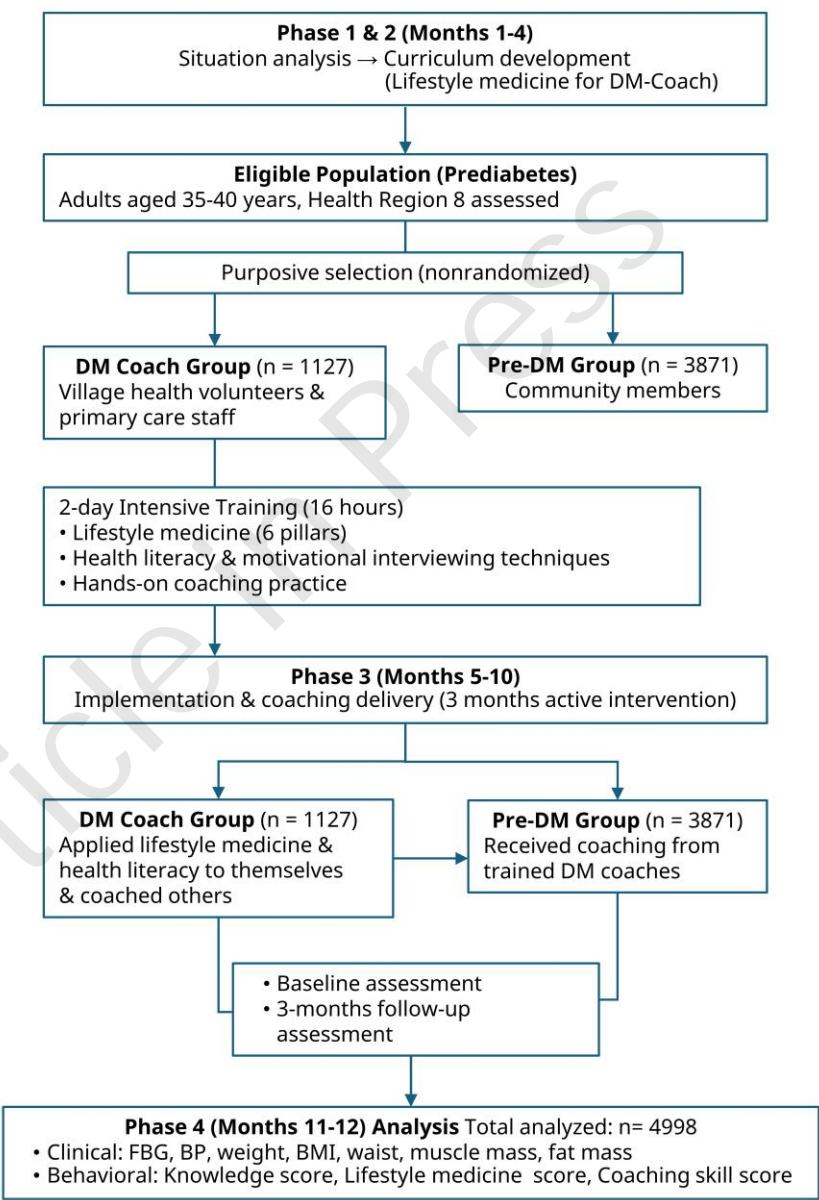 Phase 1 & 2 (Months 1-4)
Situation analysis → Curriculum development
(Lifestyle medicine for DM-Coach)
Eligible Population (Prediabetes)
Adults aged 35-40 years, Health Region 8 assessed
Purposive selection (nonrandomized)
DM Coach Group (n = 1127)
Village health volunteers &
primary care staff
Pre-DM Group (n = 3871)
Community members
2-day Intensive Training (16 hours)
• Lifestyle medicine (6 pillars)
• Health literacy & motivational interviewing techniques
• Hands-on coaching practice
Phase 3 (Months 5-10)
Implementation & coaching delivery (3 months active intervention)
DM Coach Group (n = 1127)
Applied lifestyle medicine &
health literacy to themselves
& coached others
Pre-DM Group (n = 3871)
Received coaching from
trained DM coaches
• Baseline assessment
• 3-months follow-up
assessment
Phase 4 (Months 11-12) Analysis Total analyzed: n= 4998
• Clinical: FBG, BP, weight, BMI, waist, muscle mass, fat mass
• Behavioral: Knowledge score, Lifestyle medicine score, Coaching skill score
ticle in Press